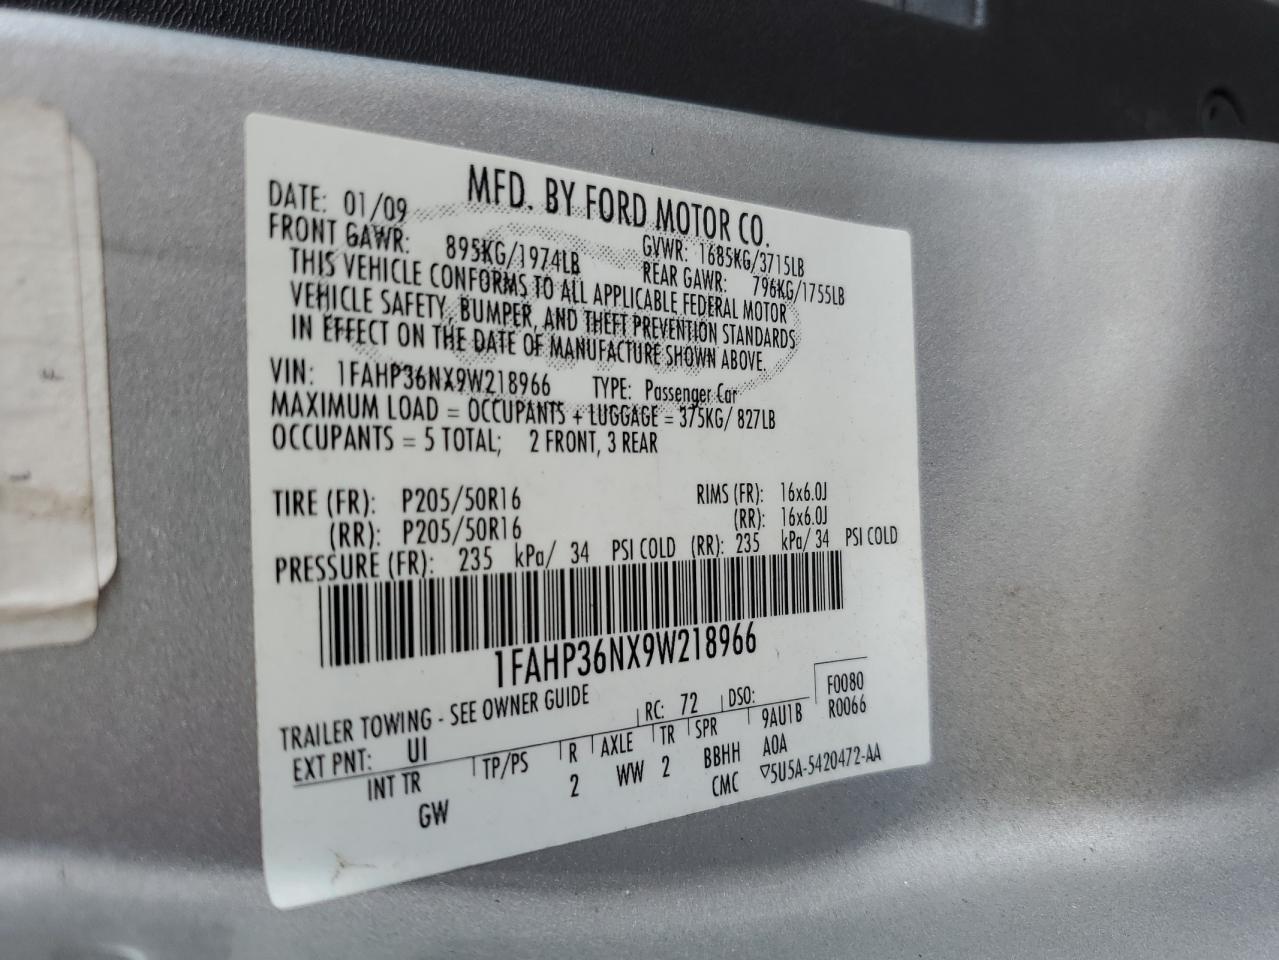 MFD. BY FORD MOTOR CO.
DATE: 01/09 GVWR: 1685KG/3715LB
FRONT GAWR: 895KG/1974LB REAR GAWR: 796KG/1755LB
THIS VEHICLE CONFORMS TO ALL APPLICABLE FEDERAL MOTOR
VEHICLE SAFETY, BUMPER, AND THEFT PREVENTION STANDARDS
IN EFFECT ON THE DATE OF MANUFACTURE SHOWN ABOVE.
VIN: 1FAHP36NX9W218966 TYPE: Passenger Car
MAXIMUM LOAD = OCCUPANTS + LUGGAGE = 375KG/ 827LB
OCCUPANTS = 5 TOTAL; 2 FRONT, 3 REAR
TIRE (FR): P205/50R16 RIMS (FR): 16x6.0J
(RR): P205/50R16 (RR): 16x6.0J
PRESSURE (FR): 235 kPa/ 34 PSI COLD (RR): 235 kPa/ 34 PSI COLD
1FAHP36NX9W218966
TRAILER TOWING - SEE OWNER GUIDE F0080
EXT PNT: UI RC: 72 DSO: R0066
INT TR TP/PS R AXLE TR SPR 9AU1B
GW 2 WW 2 BBHH A0A
CMC ▽5U5A-5420472-AA